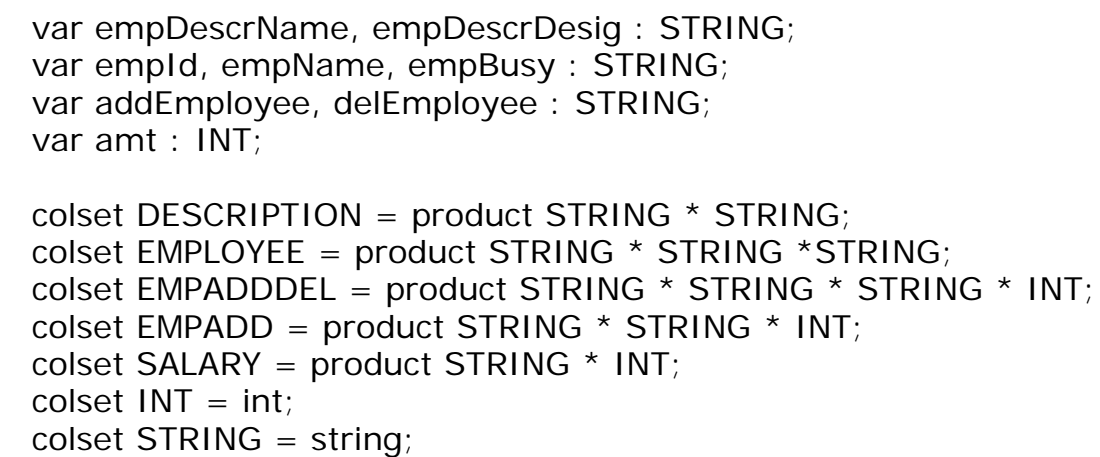 var empDescrName, empDescrDesig : STRING;
var empId, empName, empBusy : STRING;
var addEmployee, delEmployee : STRING;
var amt : INT;
colset DESCRIPTION = product STRING * STRING;
colset EMPLOYEE = product STRING * STRING *STRING;
colset EMPADDDEL = product STRING * STRING * STRING * INT;
colset EMPADD = product STRING * STRING * INT;
colset SALARY = product STRING * INT;
colset INT = int;
colset STRING = string;